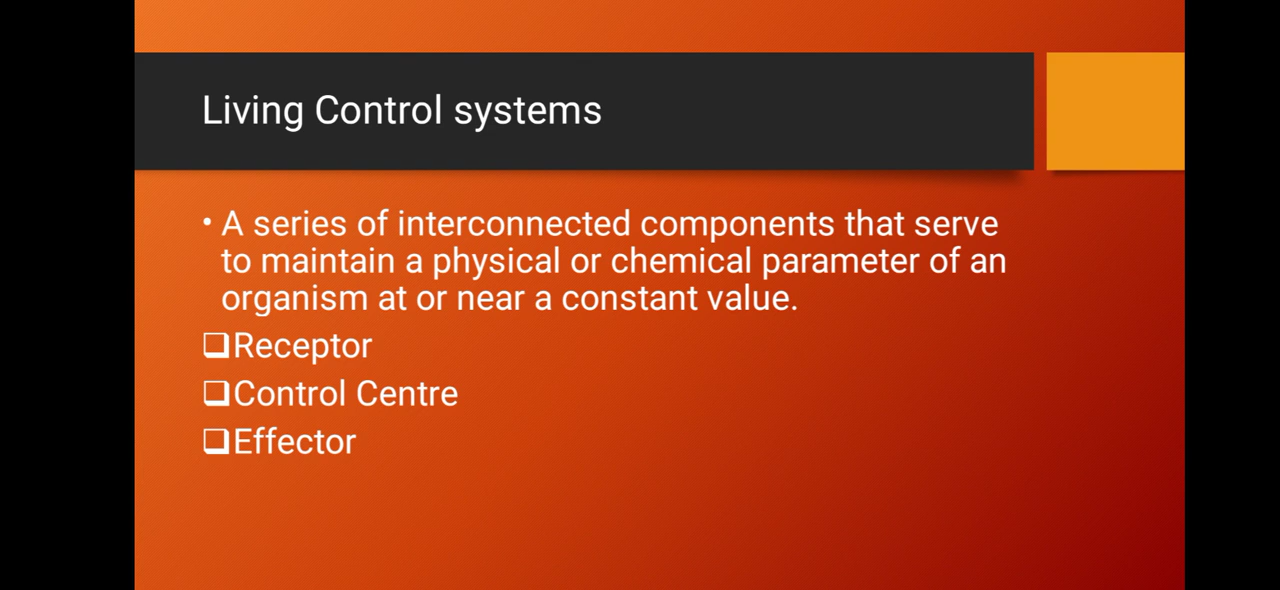 Living Control systems
• A series of interconnected components that serve
to maintain a physical or chemical parameter of an
organism at or near a constant value.
❑Receptor
❑Control Centre
❑Effector